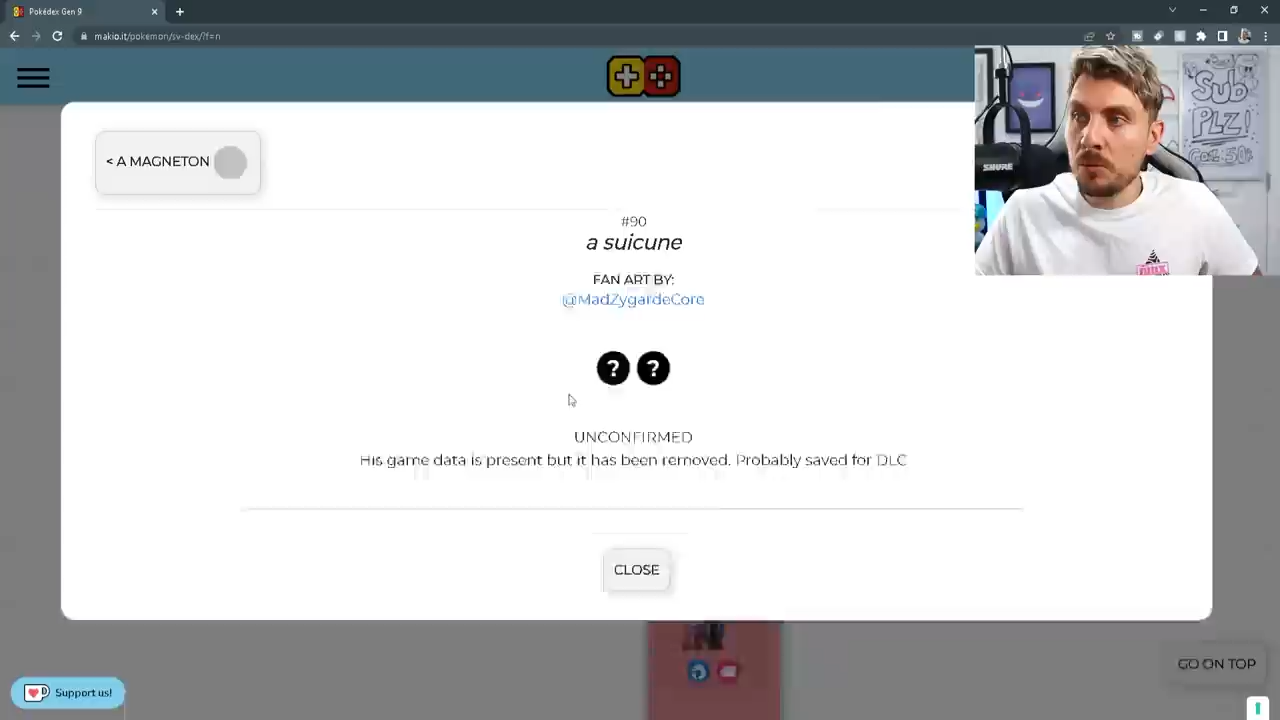 Pokédex Gen 9
makio.it/pokemon/sv-dex/?f=n
< A MAGNETON
#90
a suicune
FAN ART BY:
@MadZygardeCore
? ?
UNCONFIRMED
His game data is present but it has been removed. Probably saved for DLC
CLOSE
GO ON TOP
Support us!
SHURE
Sub
PLZ!